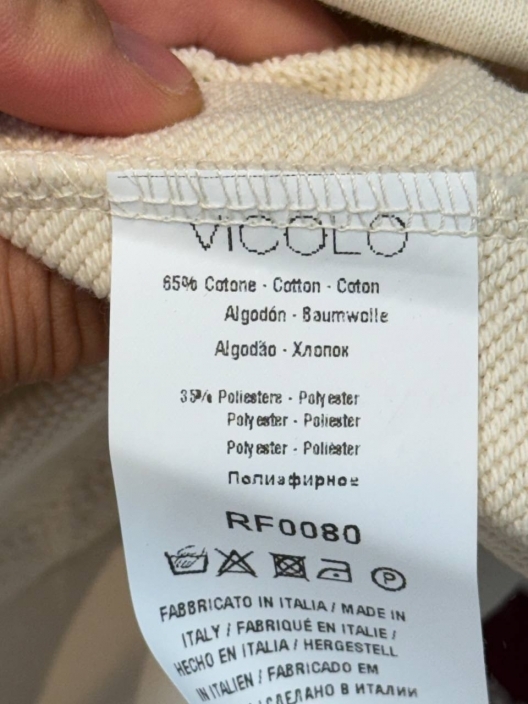 VICOLO
65% Cotone - Cotton - Coton
Algodón - Baumwolle
Algodão - Хлопок
35% Poliestere - Polyester
Polyester - Poliester
Polyester - Poliéster
Полиэфирное
RF0080
P
FABBRICATO IN ITALIA / MADE IN
ITALY / FABRIQUÉ EN ITALIE /
HECHO EN ITALIA / HERGESTELL
IN ITALIEN / FABRICADO EM
/ СДЕЛАНО В ИТАЛИИ